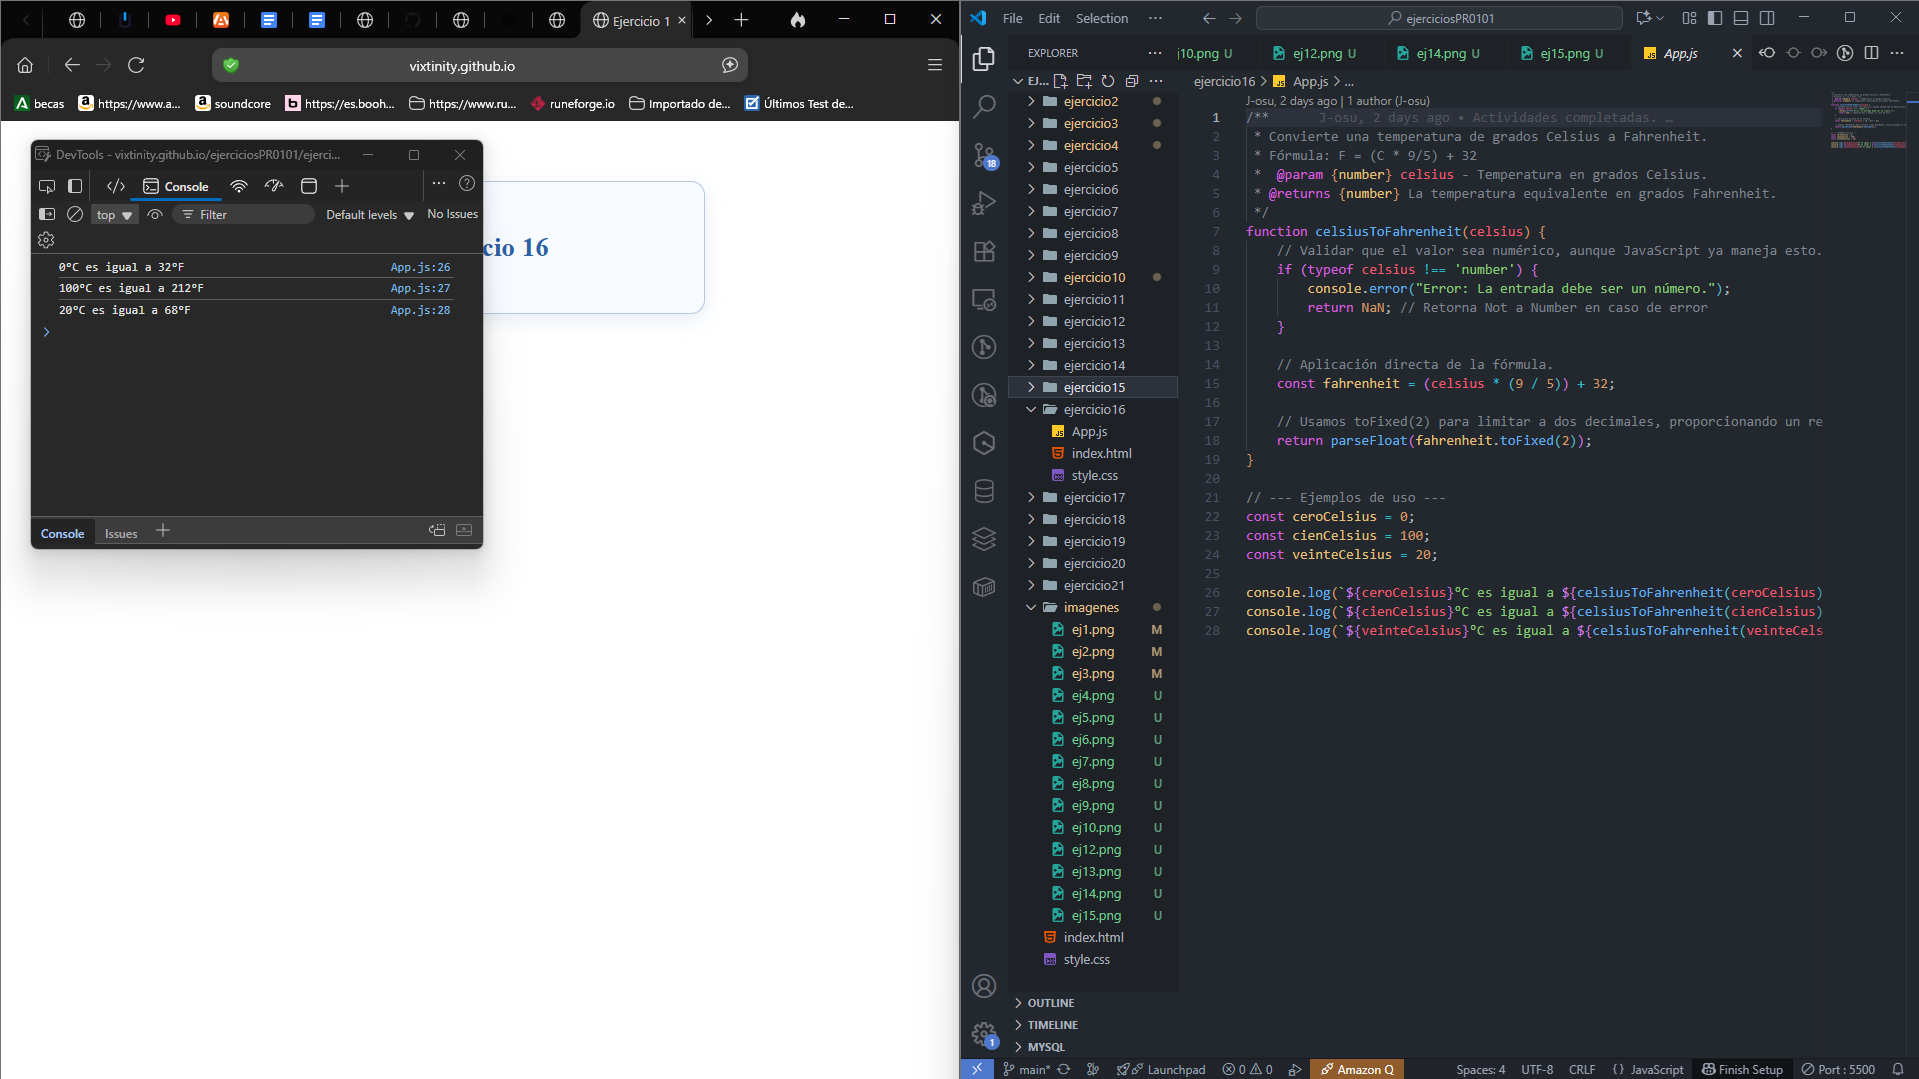 Ejercicio 1
vixtinity.github.io
becas
https://www.a...
soundcore
https://es.booh...
https://www.ru...
runeforge.io
Importado de...
Últimos Test de...
DevTools - vixtinity.github.io/ejerciciosPR0101/ejerci...
Console
top
Filter
Default levels
No Issues
0ºC es igual a 32ºF App.js:26
100ºC es igual a 212ºF App.js:27
20ºC es igual a 68ºF App.js:28
Console Issues
cio 16
File Edit Selection
ejerciciosPR0101
EXPLORER
EJ...
ejercicio2
ejercicio3
ejercicio4
ejercicio5
ejercicio6
ejercicio7
ejercicio8
ejercicio9
ejercicio10
ejercicio11
ejercicio12
ejercicio13
ejercicio14
ejercicio15
ejercicio16
App.js
index.html
style.css
ejercicio17
ejercicio18
ejercicio19
ejercicio20
ejercicio21
imagenes
ej1.png M
ej2.png M
ej3.png M
ej4.png U
ej5.png U
ej6.png U
ej7.png U
ej8.png U
ej9.png U
ej10.png U
ej12.png U
ej13.png U
ej14.png U
ej15.png U
index.html
style.css
OUTLINE
TIMELINE
MYSQL
18
1
j10.png U
ej12.png U
ej14.png U
ej15.png U
App.js
ejercicio16 > App.js > ...
J-osu, 2 days ago | 1 author (J-osu)
1 /** J-osu, 2 days ago • Actividades completadas. …
2 * Convierte una temperatura de grados Celsius a Fahrenheit.
3 * Fórmula: F = (C * 9/5) + 32
4 * @param {number} celsius - Temperatura en grados Celsius.
5 * @returns {number} La temperatura equivalente en grados Fahrenheit.
6 */
7 function celsiusToFahrenheit(celsius) {
8 // Validar que el valor sea numérico, aunque JavaScript ya maneja esto.
9 if (typeof celsius !== 'number') {
10 console.error("Error: La entrada debe ser un número.");
11 return NaN; // Retorna Not a Number en caso de error
12 }
13
14 // Aplicación directa de la fórmula.
15 const fahrenheit = (celsius * (9 / 5)) + 32;
16
17 // Usamos toFixed(2) para limitar a dos decimales, proporcionando un re
18 return parseFloat(fahrenheit.toFixed(2));
19 }
20
21 // --- Ejemplos de uso ---
22 const ceroCelsius = 0;
23 const cienCelsius = 100;
24 const veinteCelsius = 20;
25
26 console.log(`${ceroCelsius}ºC es igual a ${celsiusToFahrenheit(ceroCelsius)
27 console.log(`${cienCelsius}ºC es igual a ${celsiusToFahrenheit(cienCelsius)
28 console.log(`${veinteCelsius}ºC es igual a ${celsiusToFahrenheit(veinteCels
main* Launchpad 0 0 Amazon Q Spaces: 4 UTF-8 CRLF {} JavaScript Finish Setup Port : 5500